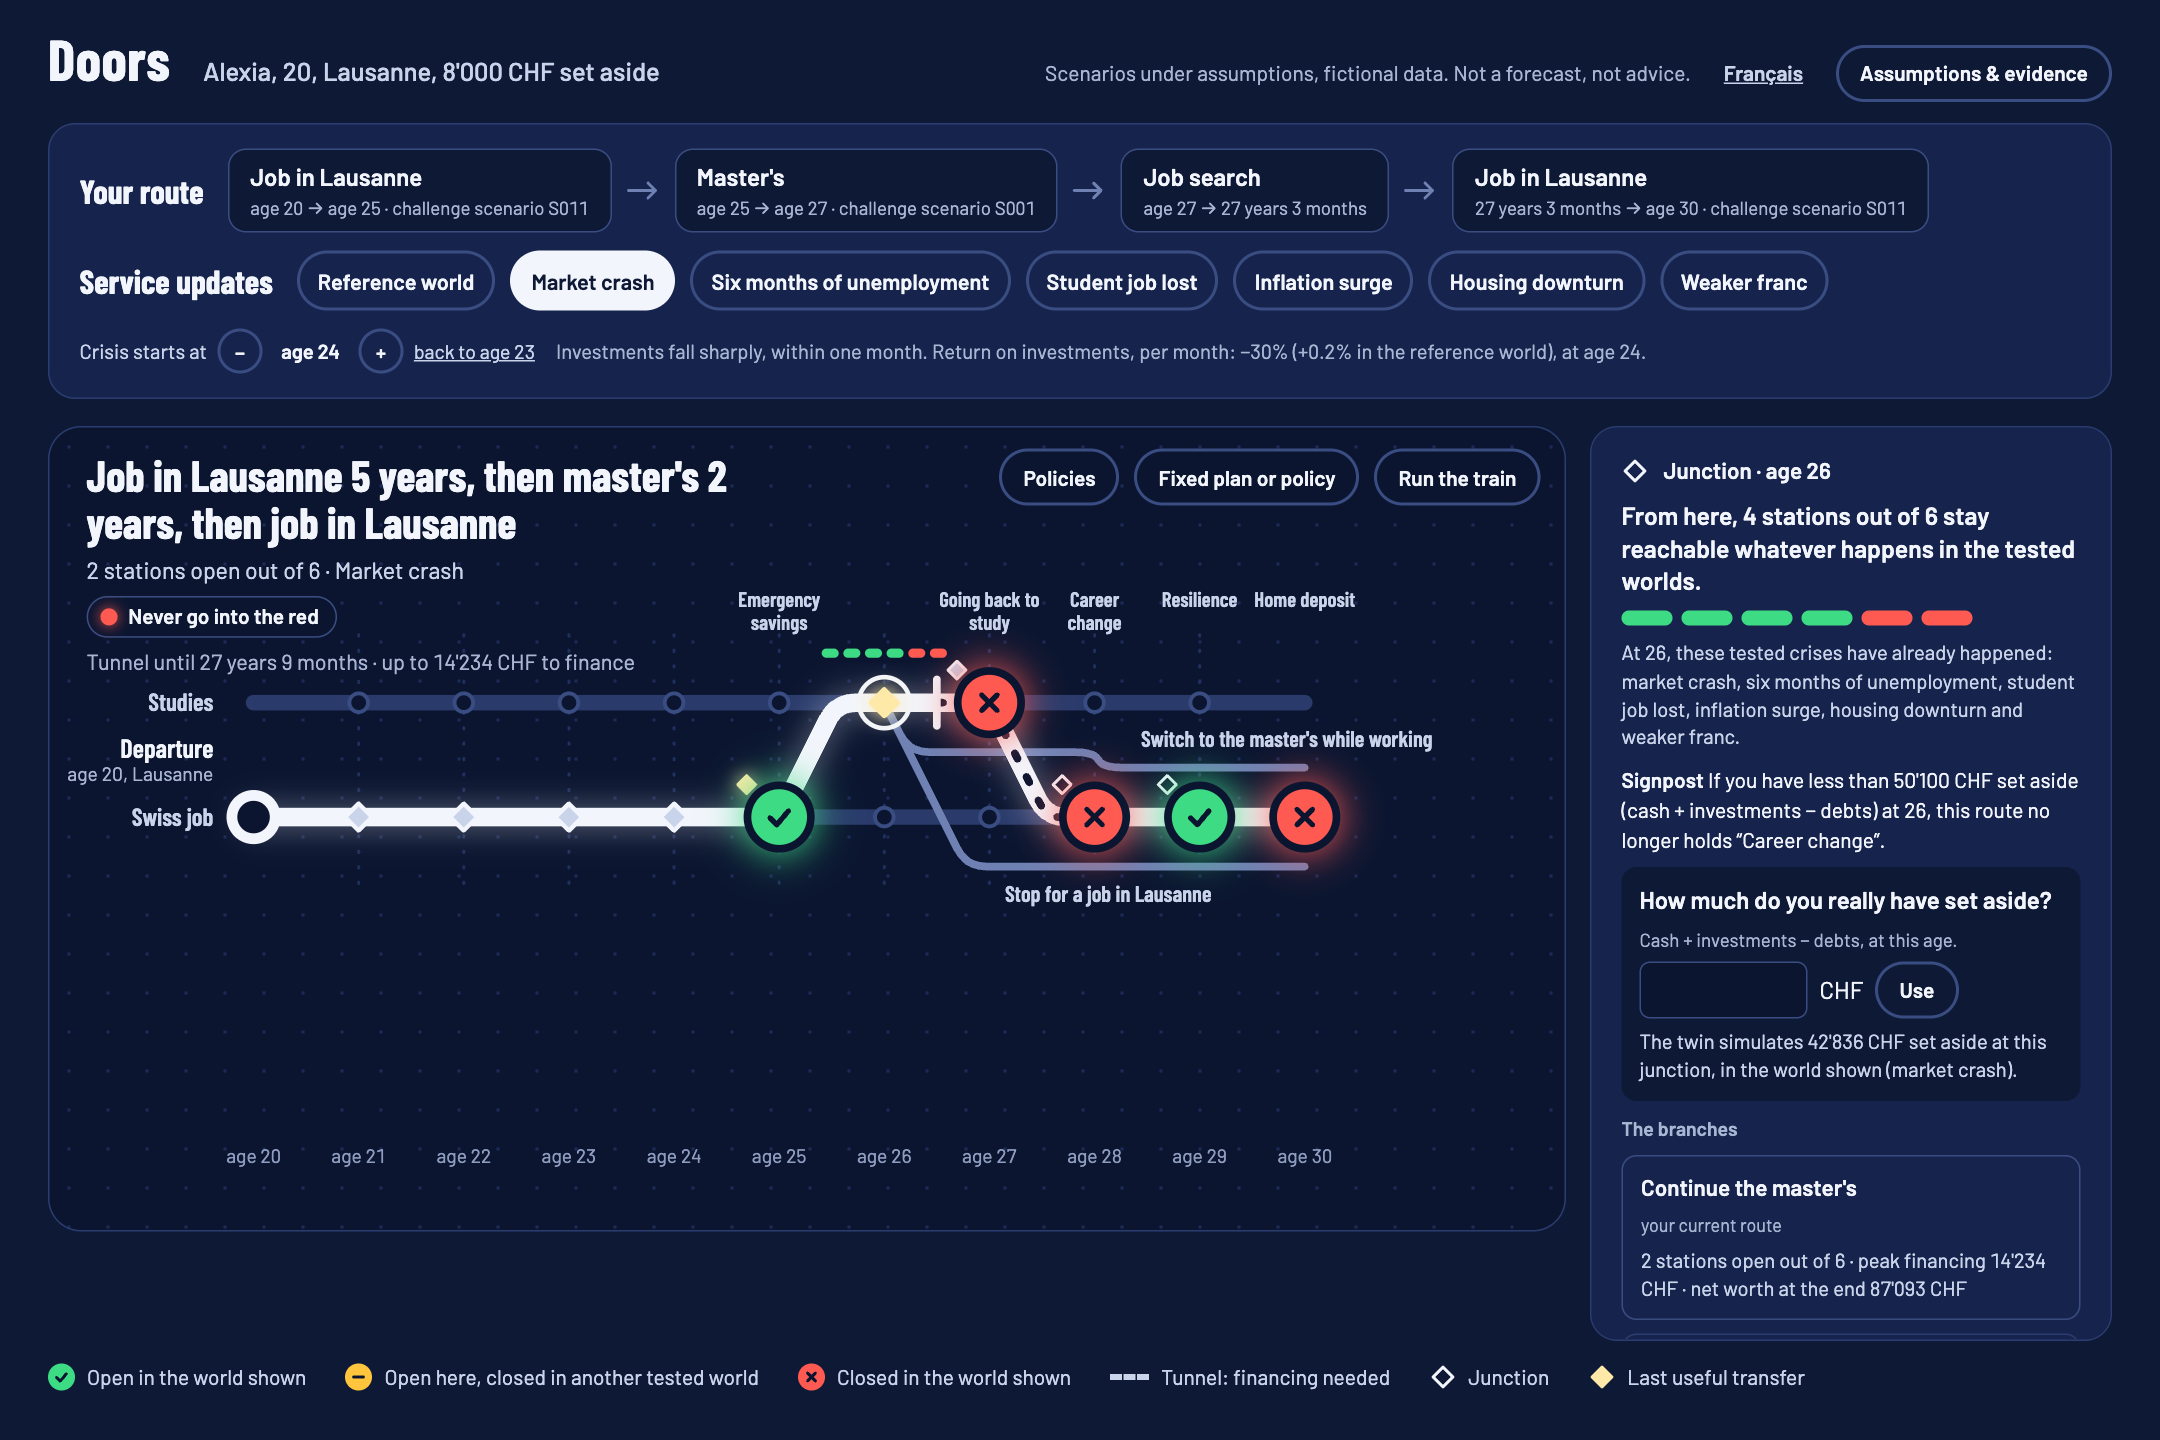 Doors
Alexia, 20, Lausanne, 8'000 CHF set aside
Scenarios under assumptions, fictional data. Not a forecast, not advice.
Français
Assumptions & evidence
Your route
Job in Lausanne
age 20 → age 25 · challenge scenario S011
Master's
age 25 → age 27 · challenge scenario S001
Job search
age 27 → 27 years 3 months
Job in Lausanne
27 years 3 months → age 30 · challenge scenario S011
Service updates
Reference world
Market crash
Six months of unemployment
Student job lost
Inflation surge
Housing downturn
Weaker franc
Crisis starts at
–
age 24
+
back to age 23
Investments fall sharply, within one month. Return on investments, per month: −30% (+0.2% in the reference world), at age 24.
Job in Lausanne 5 years, then master's 2
years, then job in Lausanne
2 stations open out of 6 · Market crash
Never go into the red
Tunnel until 27 years 9 months · up to 14'234 CHF to finance
Policies
Fixed plan or policy
Run the train
Emergency
savings
Going back to
study
Career
change
Resilience
Home deposit
Studies
Departure
age 20, Lausanne
Swiss job
Switch to the master's while working
Stop for a job in Lausanne
age 20
age 21
age 22
age 23
age 24
age 25
age 26
age 27
age 28
age 29
age 30
Junction · age 26
From here, 4 stations out of 6 stay
reachable whatever happens in the tested
worlds.
At 26, these tested crises have already happened:
market crash, six months of unemployment, student
job lost, inflation surge, housing downturn and
weaker franc.
Signpost If you have less than 50'100 CHF set aside
(cash + investments − debts) at 26, this route no
longer holds “Career change”.
How much do you really have set aside?
Cash + investments − debts, at this age.
CHF
Use
The twin simulates 42'836 CHF set aside at this
junction, in the world shown (market crash).
The branches
Continue the master's
your current route
2 stations open out of 6 · peak financing 14'234
CHF · net worth at the end 87'093 CHF
Open in the world shown
Open here, closed in another tested world
Closed in the world shown
Tunnel: financing needed
Junction
Last useful transfer